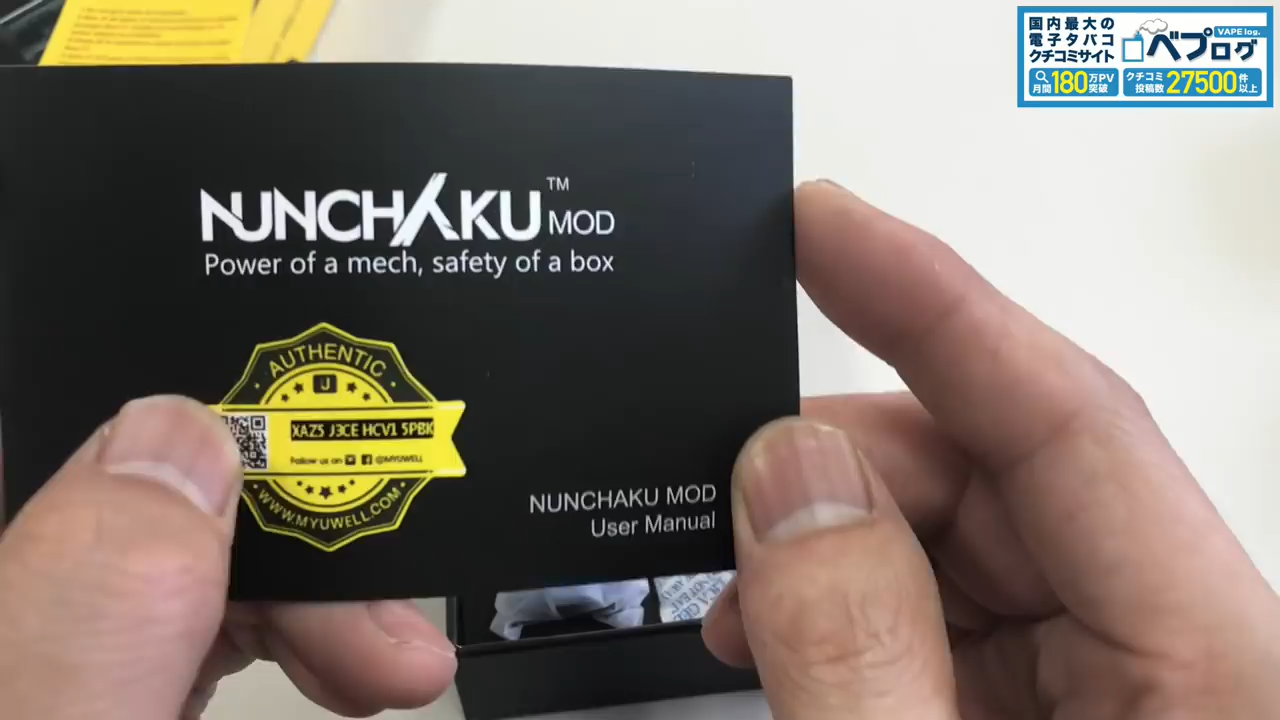 国内最大の
電子タバコ
クチコミサイト
VAPE log.
ベプログ
月間180万PV突破
クチコミ投稿数27500件以上
NUNCHAKU™ MOD
Power of a mech, safety of a box
AUTHENTIC
U
XAZ5 J3CE HCV1 5PBK
Follow us on @MYUWELL
WWW.MYUWELL.COM
NUNCHAKU MOD
User Manual